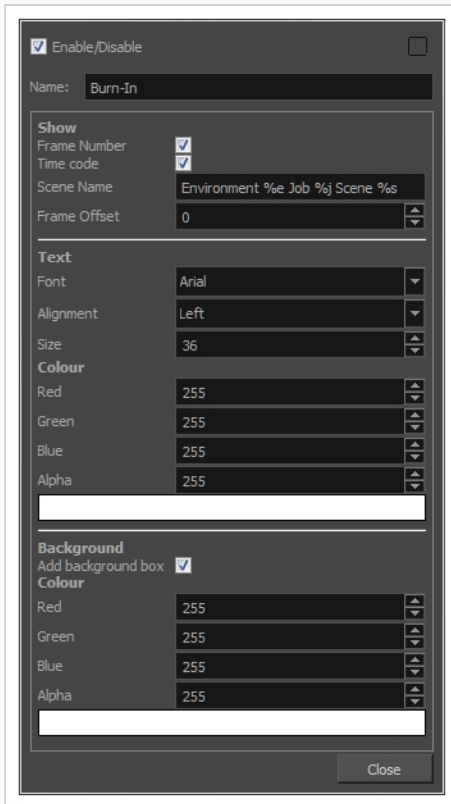 Enable/Disable
Name: Burn-In
Show
Frame Number
Time code
Scene Name Environment %e Job %j Scene %s
Frame Offset 0
Text
Font Arial
Alignment Left
Size 36
Colour
Red 255
Green 255
Blue 255
Alpha 255
Background
Add background box
Colour
Red 255
Green 255
Blue 255
Alpha 255
Close